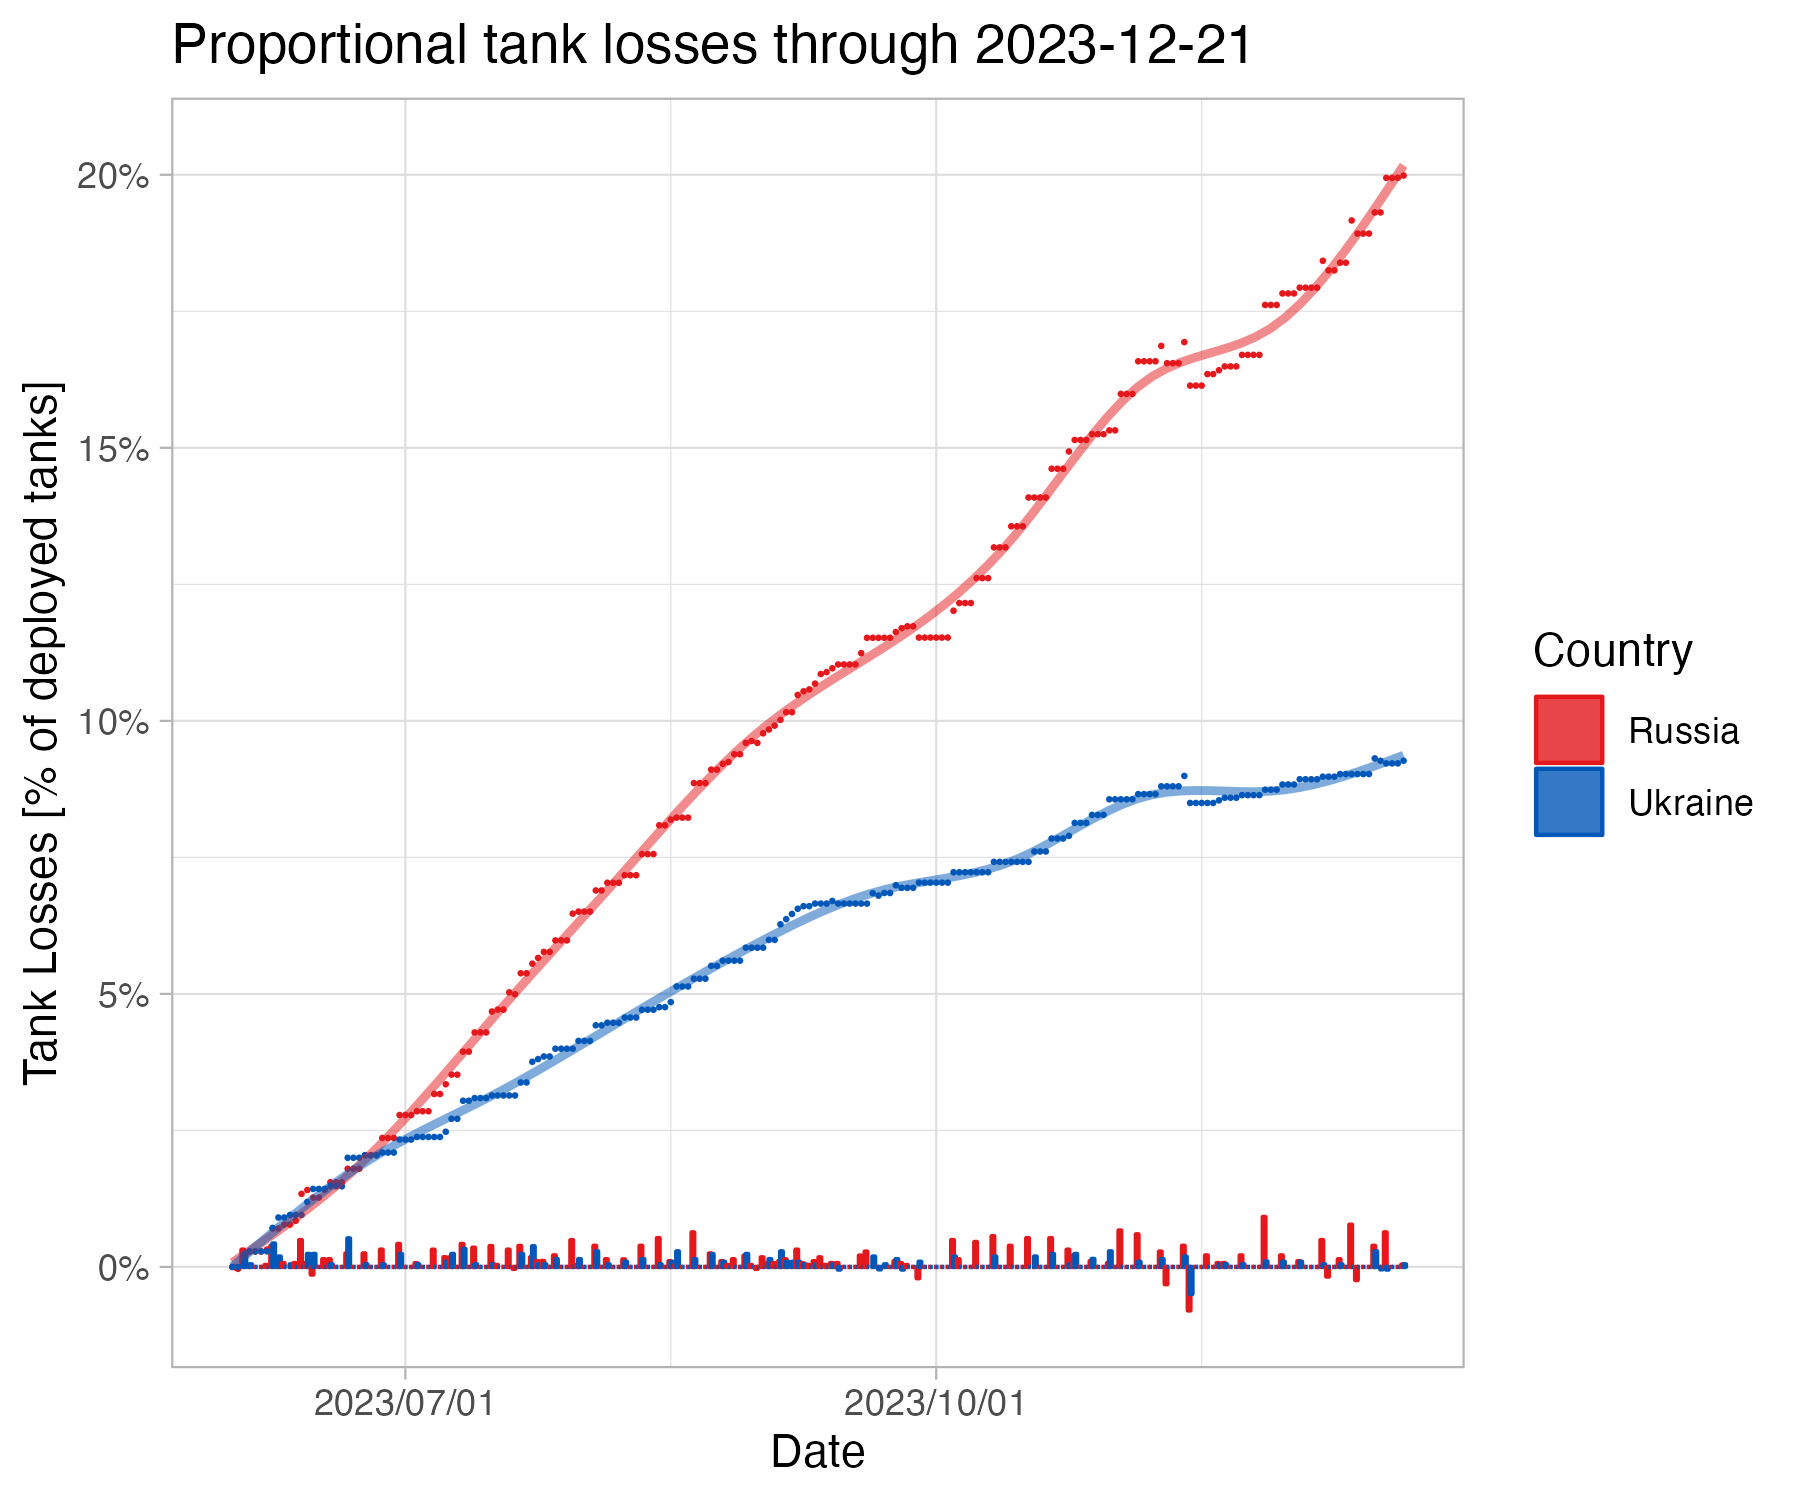 Proportional tank losses through 2023-12-21
Tank Losses [% of deployed tanks]
20%
15%
10%
5%
0%
2023/07/01
2023/10/01
Date
Country
Russia
Ukraine